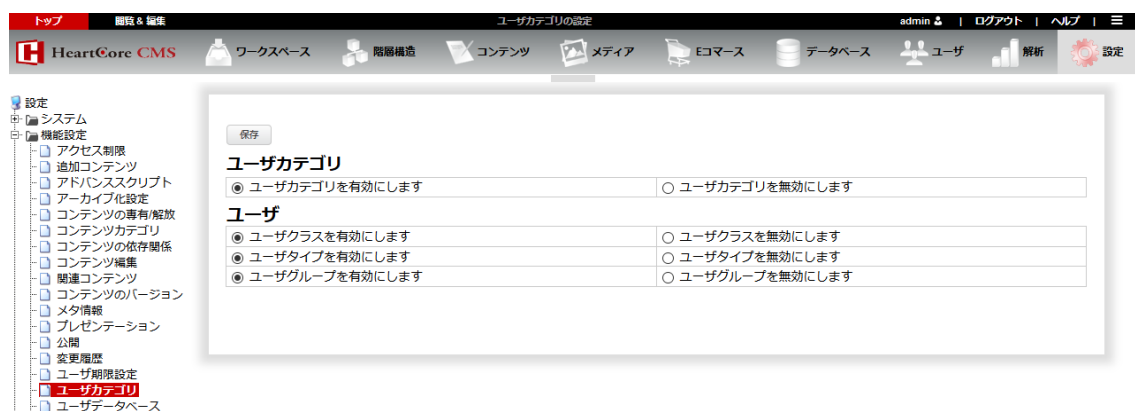 トップ 閲覧 & 編集 ユーザカテゴリの設定 admin | ログアウト | ヘルプ |
HeartCore CMS ワークスペース 階層構造 コンテンツ メディア Eコマース データベース ユーザ 解析 設定
設定
システム
機能設定
アクセス制限
追加コンテンツ
アドバンススクリプト
アーカイブ化設定
コンテンツの専有/解放
コンテンツカテゴリ
コンテンツの依存関係
コンテンツ編集
関連コンテンツ
コンテンツのバージョン
メタ情報
プレゼンテーション
公開
変更履歴
ユーザ期限設定
ユーザカテゴリ
ユーザデータベース
保存
ユーザカテゴリ
ユーザカテゴリを有効にします ユーザカテゴリを無効にします
ユーザ
ユーザクラスを有効にします ユーザクラスを無効にします
ユーザタイプを有効にします ユーザタイプを無効にします
ユーザグループを有効にします ユーザグループを無効にします